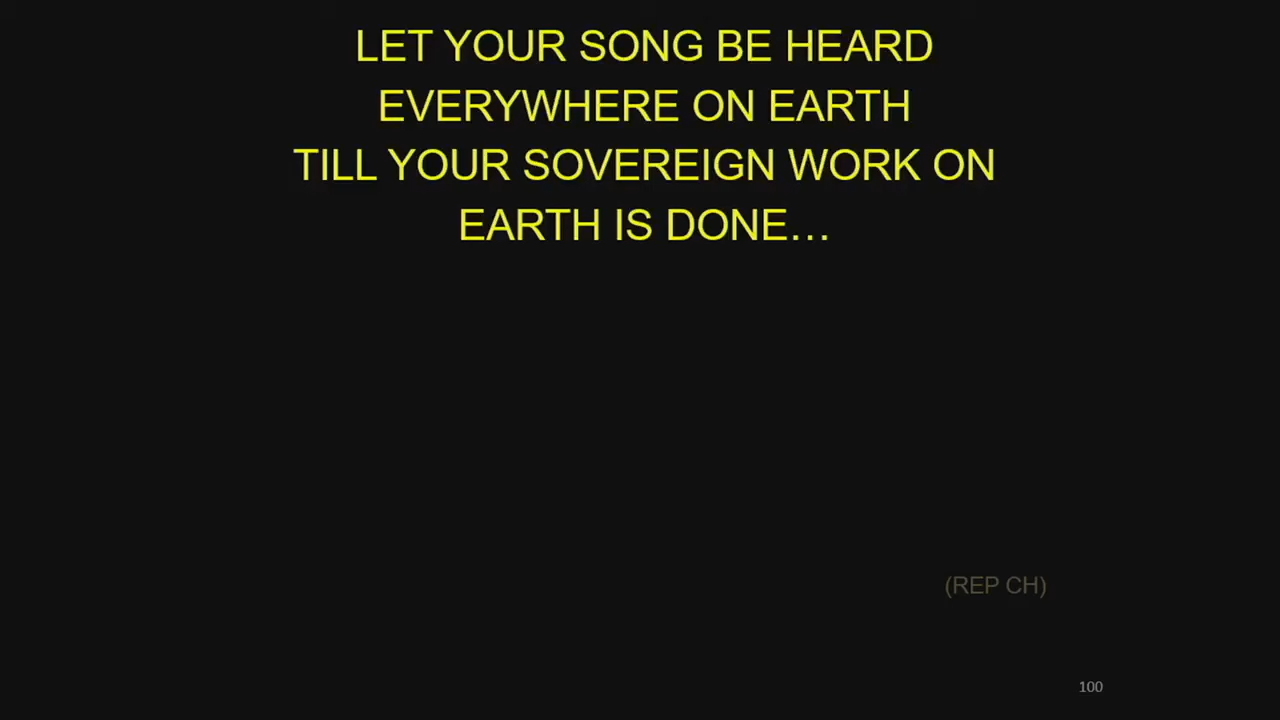 LET YOUR SONG BE HEARD
EVERYWHERE ON EARTH
TILL YOUR SOVEREIGN WORK ON
EARTH IS DONE…
(REP CH)
100